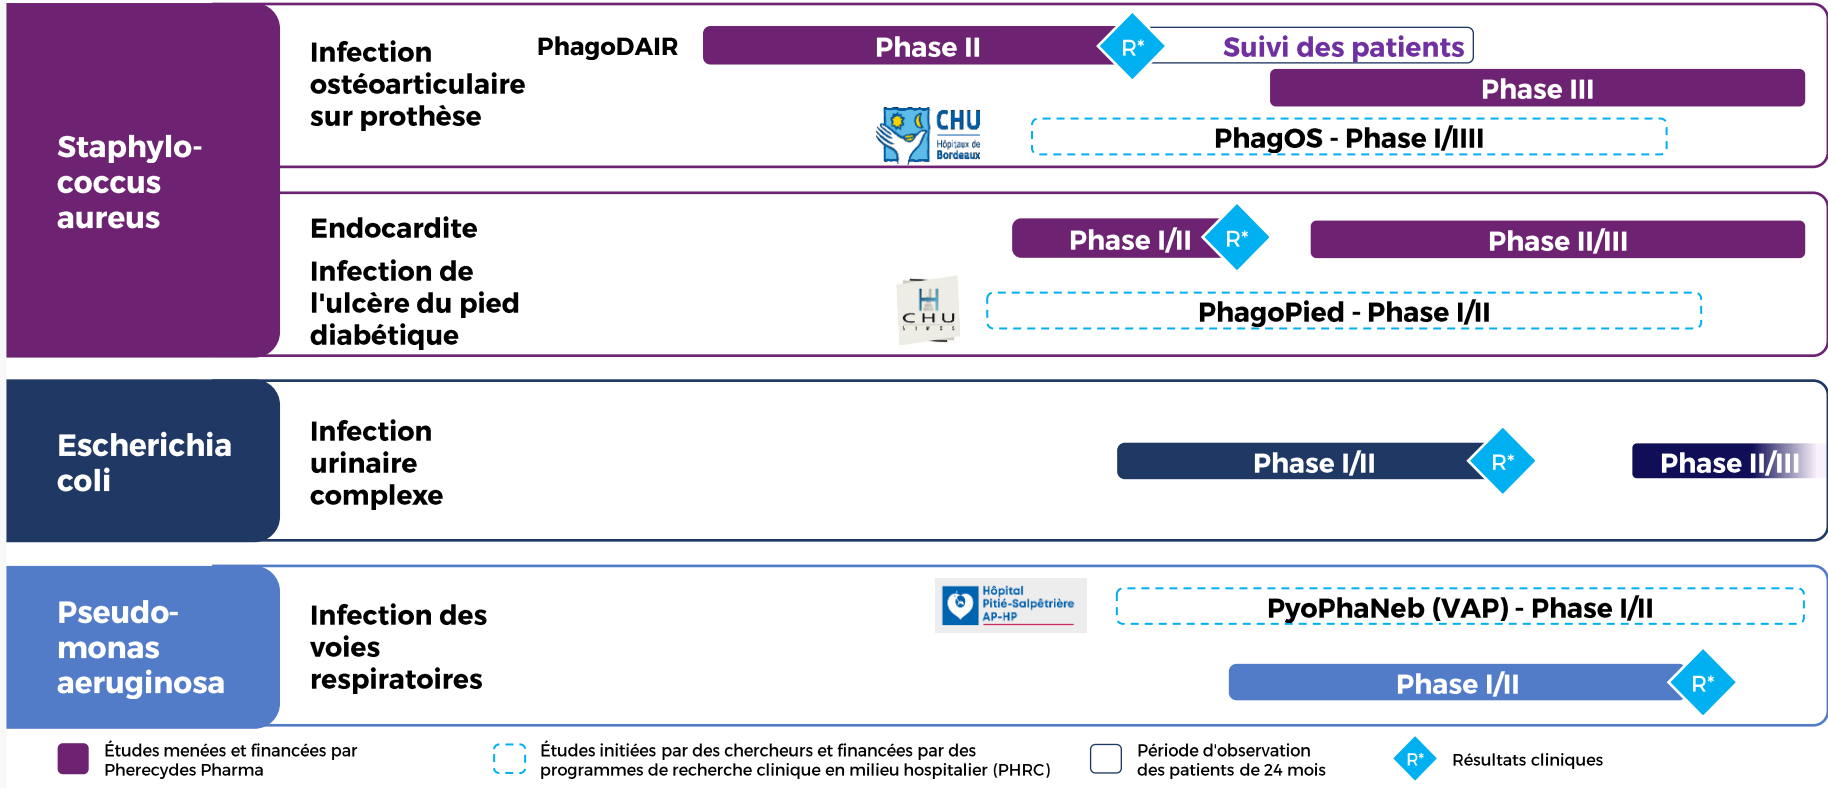 Staphylo-
coccus
aureus
Infection
ostéoarticulaire
sur prothèse
PhagoDAIR
Phase II
R*
Suivi des patients
Phase III
CHU
Hôpitaux de
Bordeaux
PhagOS - Phase I/IIII
Endocardite
Phase I/II
R*
Phase II/III
Infection de
l'ulcère du pied
diabétique
CHU
PhagoPied - Phase I/II
Escherichia
coli
Infection
urinaire
complexe
Phase I/II
R*
Phase II/III
Pseudo-
monas
aeruginosa
Infection des
voies
respiratoires
Hôpital
Pitié-Salpêtrière
AP-HP
PyoPhaNeb (VAP) - Phase I/II
Phase I/II
R*
Études menées et financées par
Pherecydes Pharma
Études initiées par des chercheurs et financées par des
programmes de recherche clinique en milieu hospitalier (PHRC)
Période d'observation
des patients de 24 mois
R*
Résultats cliniques